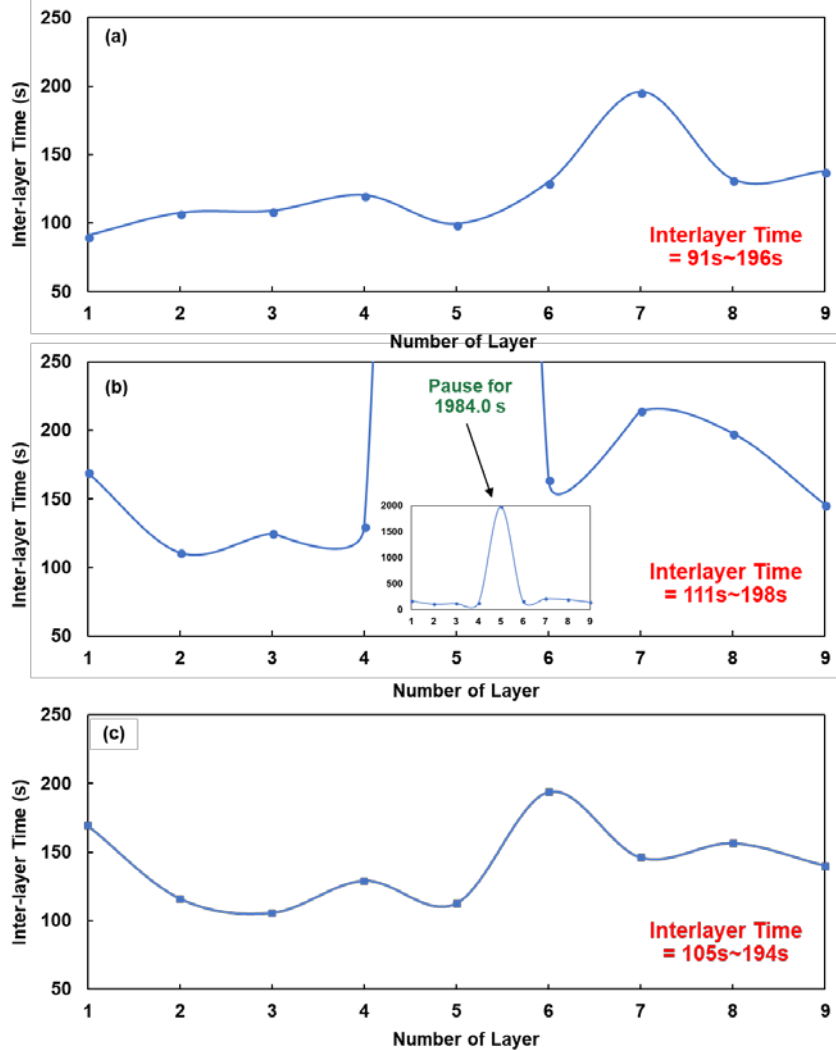 (a)
Inter-layer Time (s)
250
200
150
100
50
Interlayer Time
= 91s~196s
1 2 3 4 5 6 7 8 9
Number of Layer
(b)
Inter-layer Time (s)
250
200
150
100
50
Pause for
1984.0 s
2000
1500
1000
500
0
1 2 3 4 5 6 7 8 9
Interlayer Time
= 111s~198s
1 2 3 4 5 6 7 8 9
Number of Layer
(c)
Inter-layer Time (s)
250
200
150
100
50
Interlayer Time
= 105s~194s
1 2 3 4 5 6 7 8 9
Number of Layer